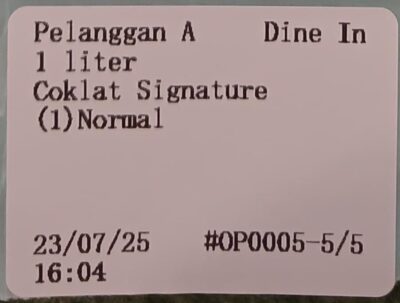 Pelanggan A Dine In
1 liter
Coklat Signature
(1)Normal
23/07/25 #OP0005-5/5
16:04